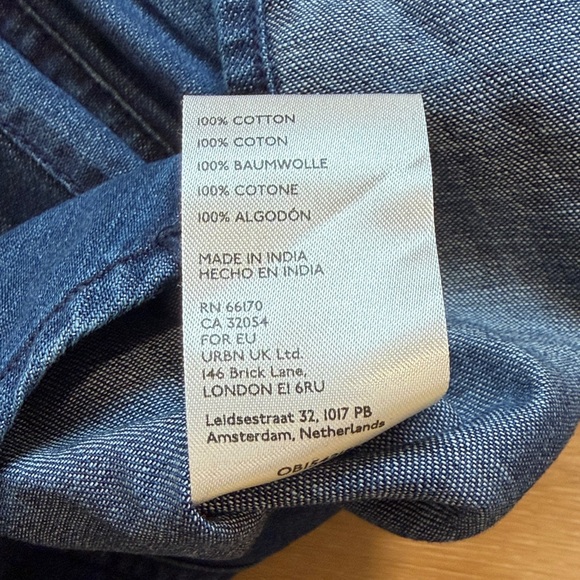 100% COTTON
100% COTON
100% BAUMWOLLE
100% COTONE
100% ALGODÓN
MADE IN INDIA
HECHO EN INDIA
RN 66170
CA 32054
FOR EU
URBN UK Ltd.
146 Brick Lane,
LONDON E1 6RU
Leidsestraat 32, 1017 PB
Amsterdam, Netherlands